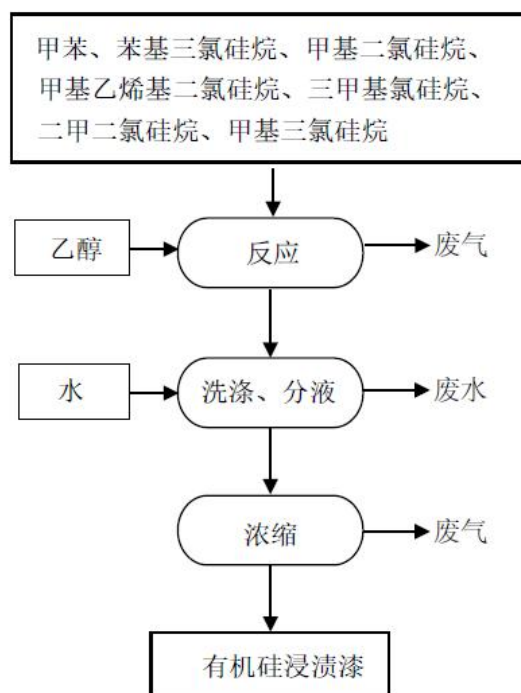 甲苯、苯基三氯硅烷、甲基二氯硅烷、
甲基乙烯基二氯硅烷、三甲基氯硅烷、
二甲二氯硅烷、甲基三氯硅烷
乙醇
反应
废气
水
洗涤、分液
废水
浓缩
废气
有机硅浸渍漆